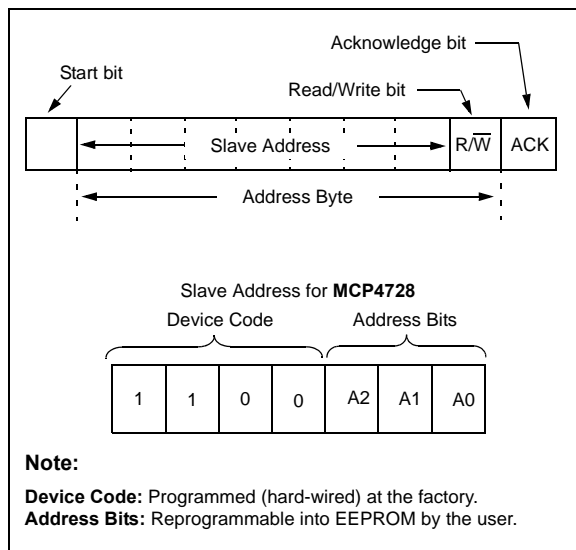 Acknowledge bit
Start bit
Read/Write bit
Slave Address
R/W̅
ACK
Address Byte
Slave Address for MCP4728
Device Code
Address Bits
1 1 0 0 A2 A1 A0
Note:
Device Code: Programmed (hard-wired) at the factory.
Address Bits: Reprogrammable into EEPROM by the user.